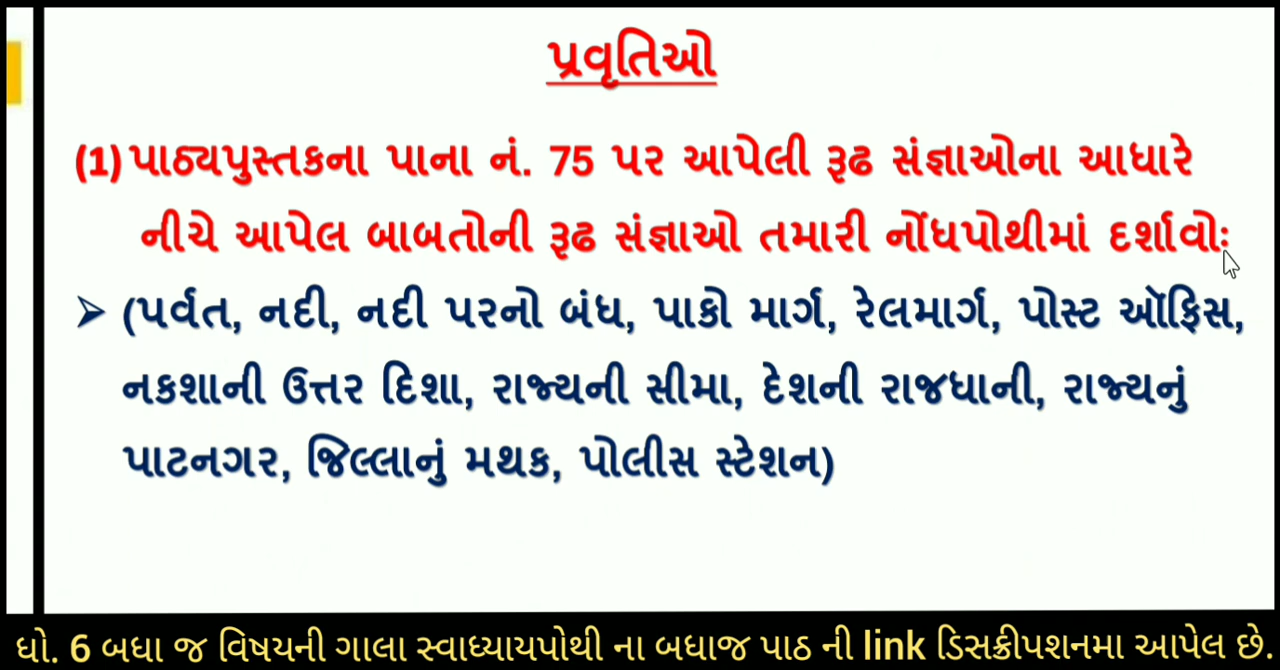 પ્રવૃતિઓ
(1) પાઠ્યપુસ્તકના પાના નં. 75 પર આપેલી રૂઢ સંજ્ઞાઓના આધારે
નીચે આપેલ બાબતોની રૂઢ સંજ્ઞાઓ તમારી નોંધપોથીમાં દર્શાવોઃ
➢ (પર્વત, નદી, નદી પરનો બંધ, પાકો માર્ગ, રેલમાર્ગ, પોસ્ટ ઑફિસ,
નકશાની ઉત્તર દિશા, રાજ્યની સીમા, દેશની રાજધાની, રાજ્યનું
પાટનગર, જિલ્લાનું મથક, પોલીસ સ્ટેશન)
ધો. 6 બધા જ વિષયની ગાલા સ્વાધ્યાયપોથી ના બધાજ પાઠ ની link ડિસક્રીપશનમા આપેલ છે.